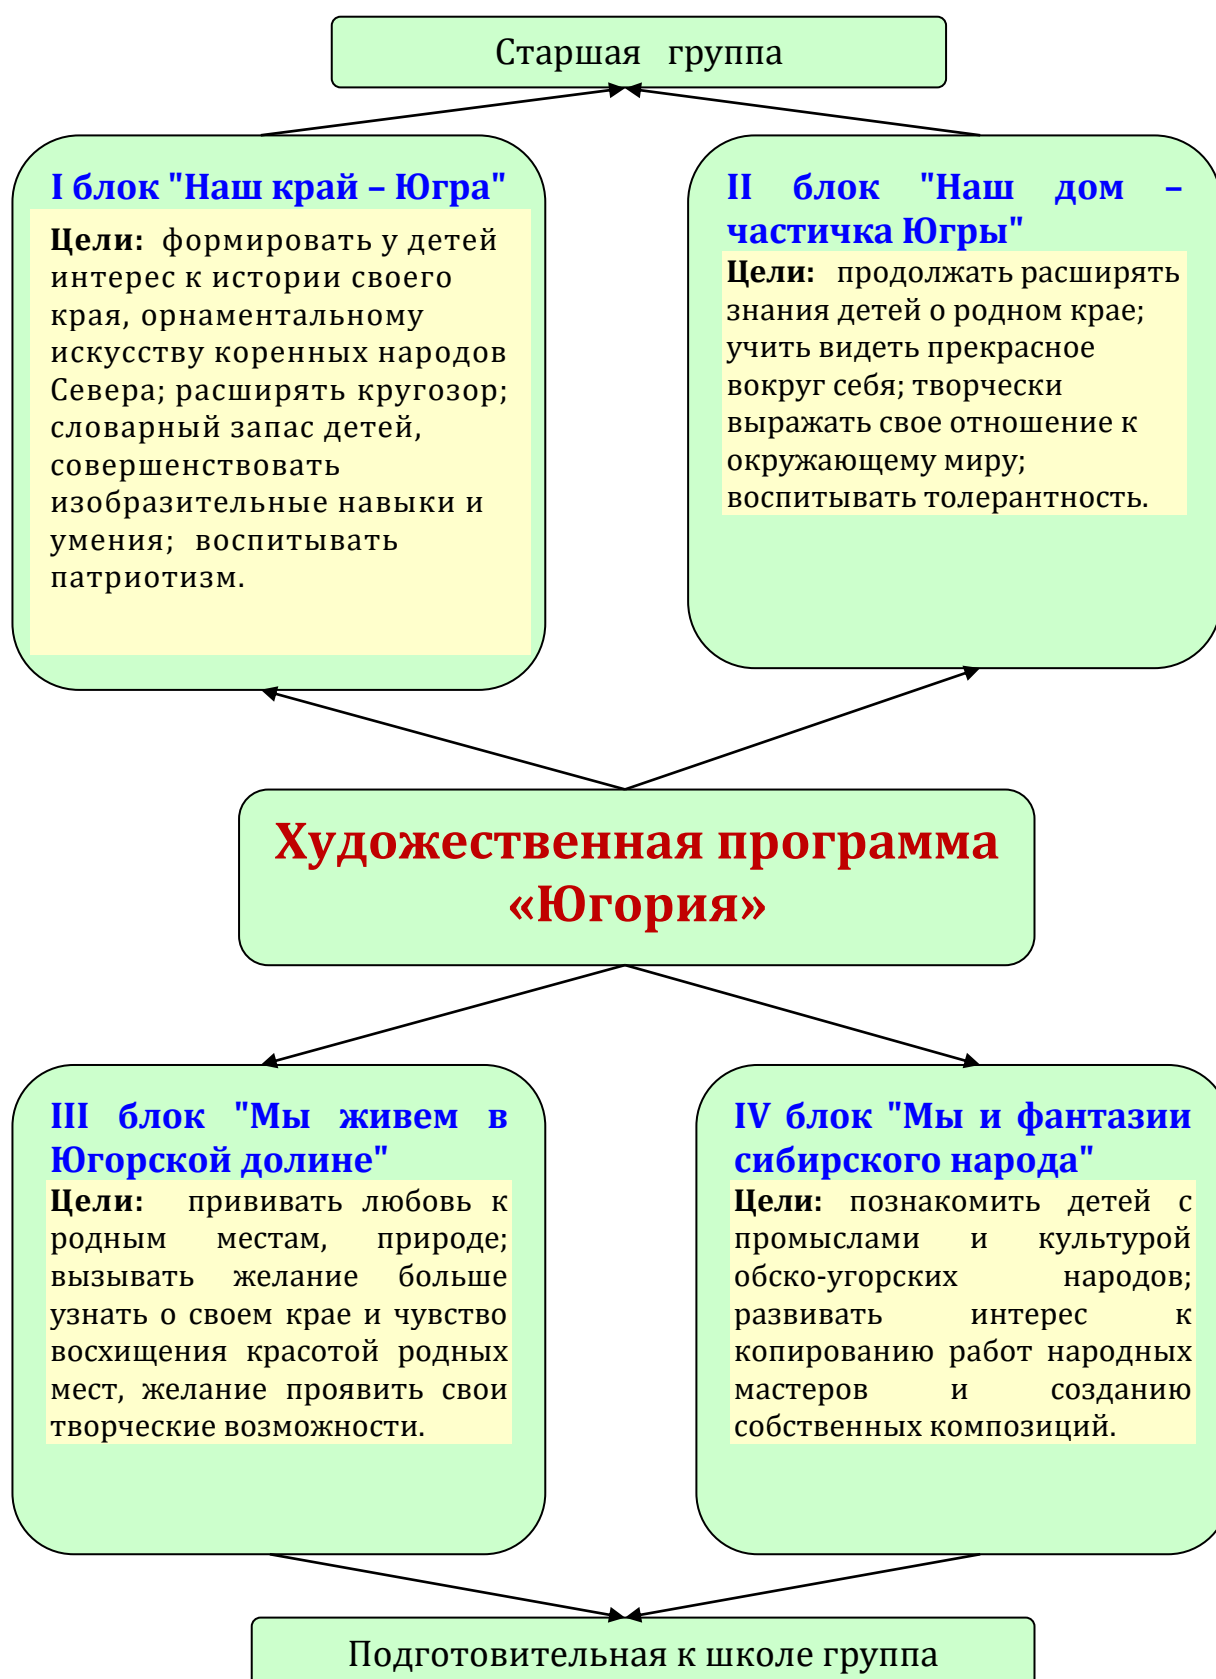 Старшая группа
I блок "Наш край – Югра"
Цели: формировать у детей
интерес к истории своего
края, орнаментальному
искусству коренных народов
Севера; расширять кругозор;
словарный запас детей,
совершенствовать
изобразительные навыки и
умения; воспитывать
патриотизм.
II блок "Наш дом –
частичка Югры"
Цели: продолжать расширять
знания детей о родном крае;
учить видеть прекрасное
вокруг себя; творчески
выражать свое отношение к
окружающему миру;
воспитывать толерантность.
Художественная программа
«Югория»
III блок "Мы живем в
Югорской долине"
Цели: прививать любовь к
родным местам, природе;
вызывать желание больше
узнать о своем крае и чувство
восхищения красотой родных
мест, желание проявить свои
творческие возможности.
IV блок "Мы и фантазии
сибирского народа"
Цели: познакомить детей с
промыслами и культурой
обско-угорских народов;
развивать интерес к
копированию работ народных
мастеров и созданию
собственных композиций.
Подготовительная к школе группа